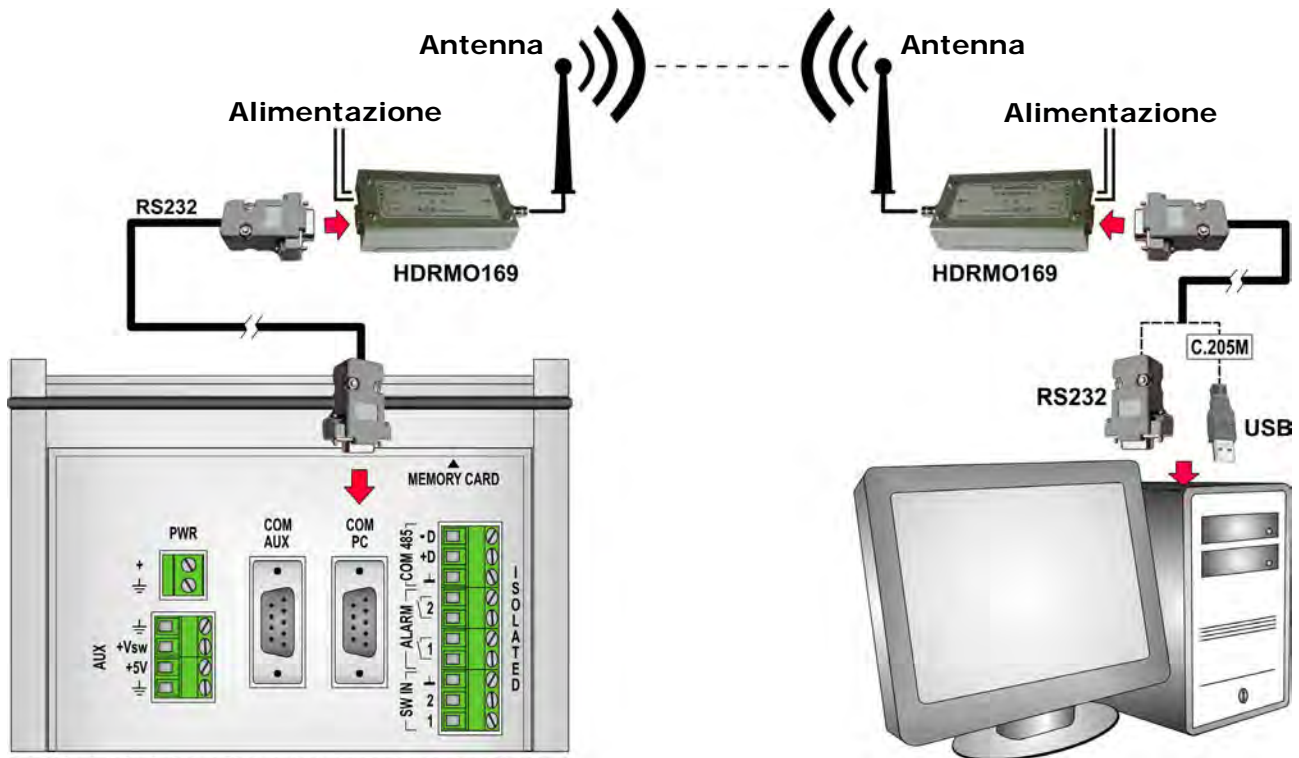 Antenna
Antenna
Alimentazione
Alimentazione
RS232
HDRMO169
HDRMO169
C.205M
RS232
USB
MEMORY CARD
PWR
COM AUX
COM PC
+
AUX
+Vsw
+5V
COM 485
- D
+D
ALARM
2
1
SW IN
2
1
ISOLATED